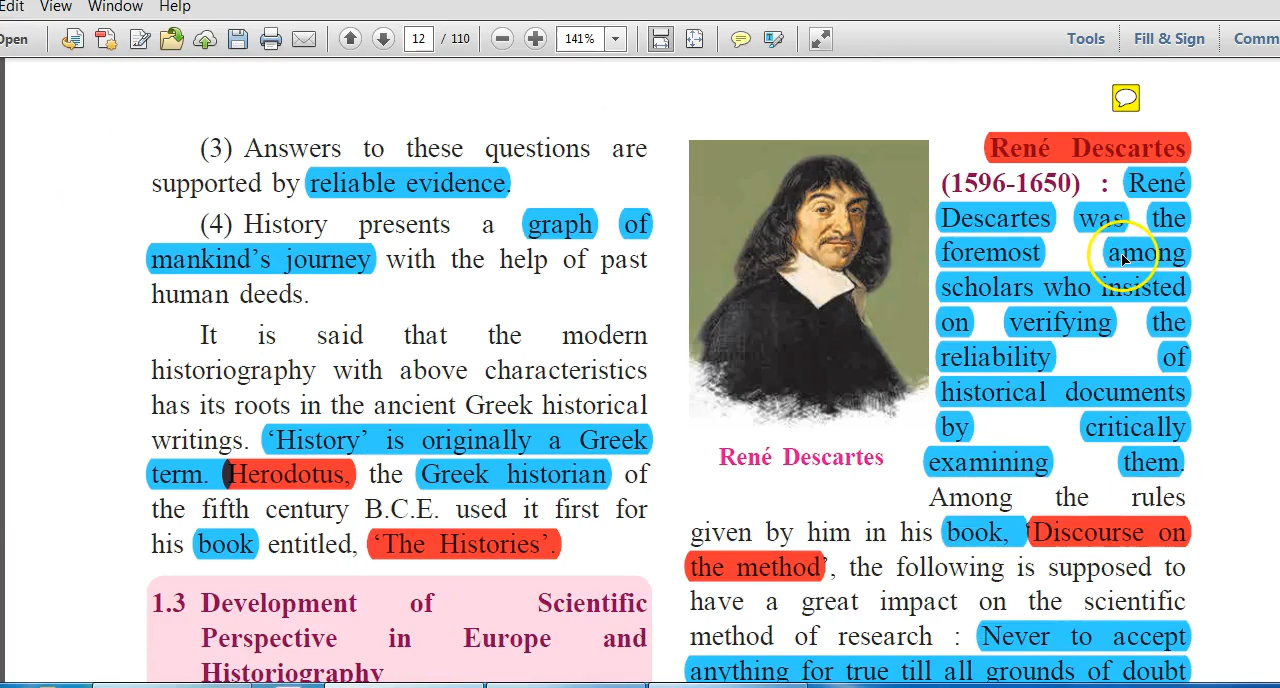 Edit View Window Help
Open 12 / 110 141% Tools Fill & Sign Comm
(3) Answers to these questions are
supported by reliable evidence.
(4) History presents a graph of
mankind’s journey with the help of past
human deeds.
It is said that the modern
historiography with above characteristics
has its roots in the ancient Greek historical
writings. ‘History’ is originally a Greek
term. Herodotus, the Greek historian of
the fifth century B.C.E. used it first for
his book entitled, ‘The Histories’.
1.3 Development of Scientific
Perspective in Europe and
Historiography
René Descartes
René Descartes
(1596-1650) : René
Descartes was the
foremost among
scholars who insisted
on verifying the
reliability of
historical documents
by critically
examining them.
Among the rules
given by him in his book, ‘Discourse on
the method’, the following is supposed to
have a great impact on the scientific
method of research : Never to accept
anything for true till all grounds of doubt